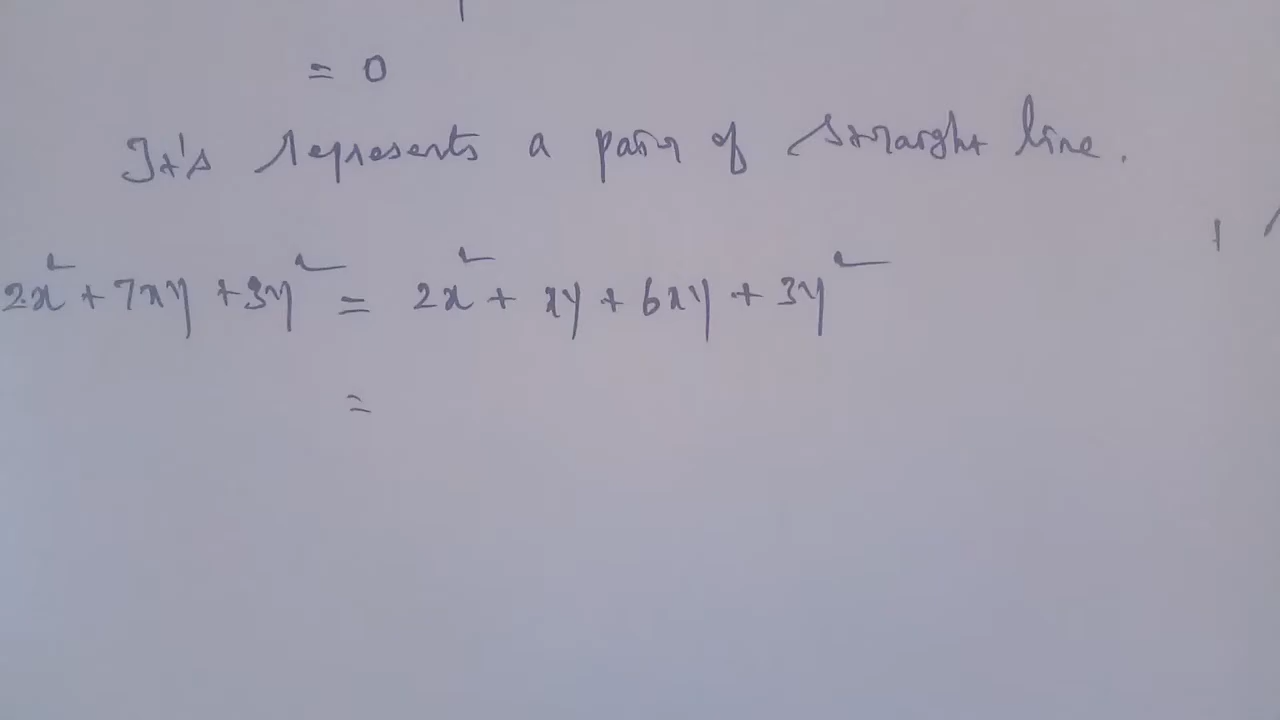 = 0
It's represents a pair of straight line.
2x² + 7xy + 3y² = 2x² + xy + 6xy + 3y²
=